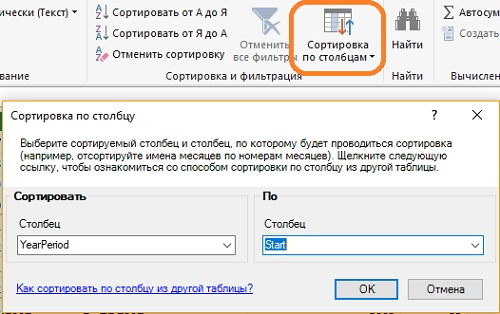 чески (Текст)
Сортировать от А до Я
Сортировать от Я до А
Отменить сортировку
Отменить
все фильтры
Сортировка
по столбцам
Найти
Найти
Σ Автосум
Создать
вание
Сортировка и фильтрация
Вычислен
Сортировка по столбцу
Выберите сортируемый столбец и столбец, по которому будет проводиться сортировка
(например, отсортируйте имена месяцев по номерам месяцев). Щелкните следующую
ссылку, чтобы ознакомиться со способом сортировки по столбцу из другой таблицы.
Сортировать
По
Столбец
Столбец
YearPeriod
Start
Как сортировать по столбцу из другой таблицы?
OK
Отмена